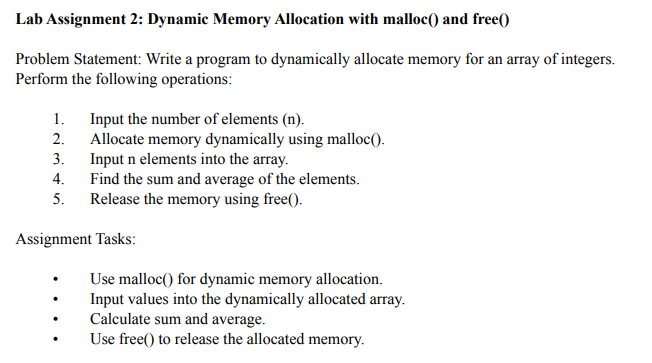 Lab Assignment 2: Dynamic Memory Allocation with malloc() and free()
Problem Statement: Write a program to dynamically allocate memory for an array of integers.
Perform the following operations:
1. Input the number of elements (n).
2. Allocate memory dynamically using malloc().
3. Input n elements into the array.
4. Find the sum and average of the elements.
5. Release the memory using free().
Assignment Tasks:
• Use malloc() for dynamic memory allocation.
• Input values into the dynamically allocated array.
• Calculate sum and average.
• Use free() to release the allocated memory.